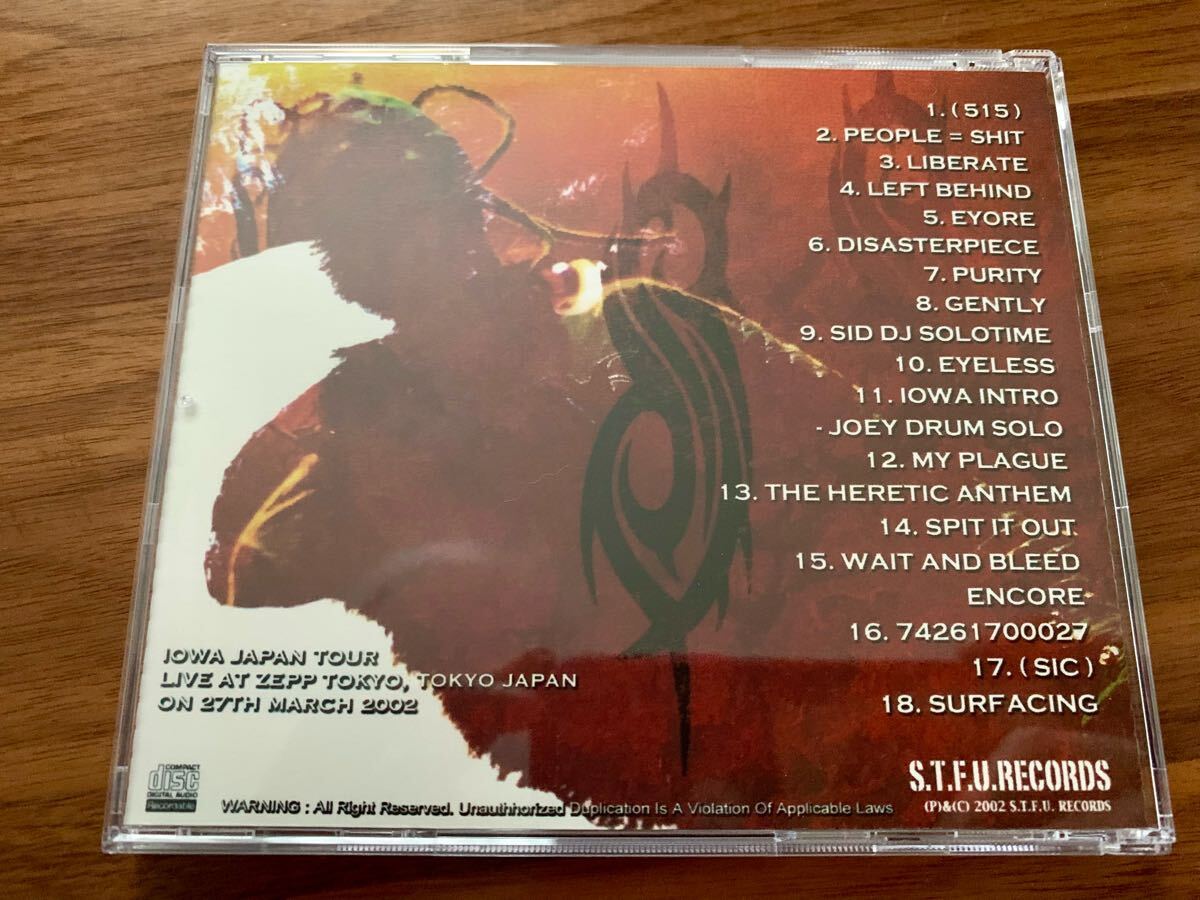 1. (515)
2. PEOPLE = SHIT
3. LIBERATE
4. LEFT BEHIND
5. EYORE
6. DISASTERPIECE
7. PURITY
8. GENTLY
9. SID DJ SOLOTIME
10. EYELESS
11. IOWA INTRO
- JOEY DRUM SOLO
12. MY PLAGUE
13. THE HERETIC ANTHEM
14. SPIT IT OUT
15. WAIT AND BLEED
ENCORE
16. 74261700027
17. (SIC)
18. SURFACING
IOWA JAPAN TOUR
LIVE AT ZEPP TOKYO, TOKYO JAPAN
ON 27TH MARCH 2002
COMPACT
disc
DIGITAL AUDIO
Recordable
WARNING : All Right Reserved. Unauthhorized Duplication Is A Violation Of Applicable Laws
S.T.F.U.RECORDS
(P)&(C) 2002 S.T.F.U. RECORDS